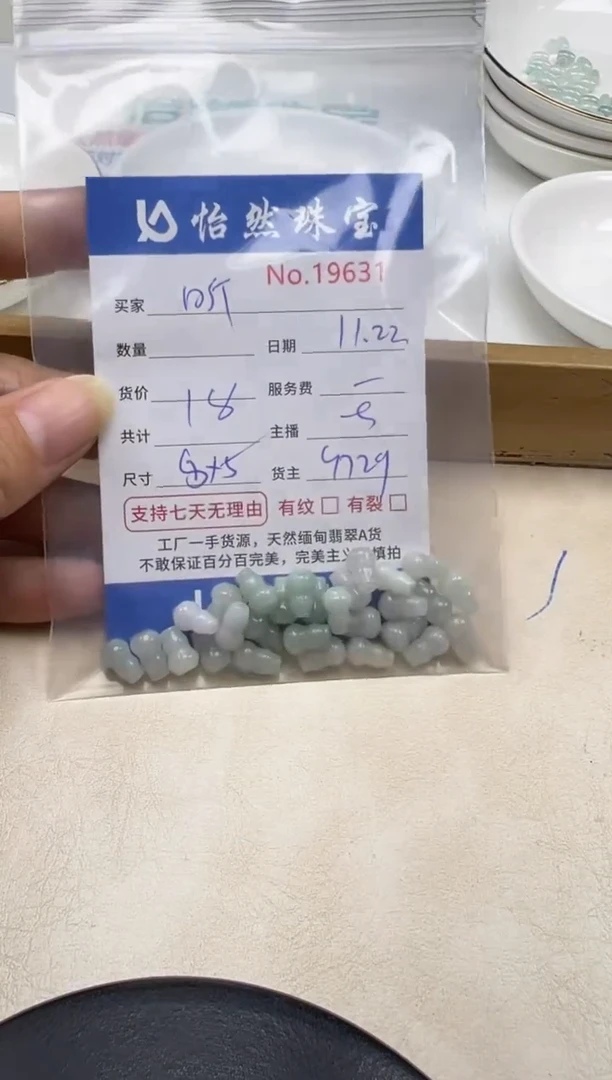 怡然珠宝
No.19631
买家
数量 日期 11.22
货价 18 服务费
共计 主播
尺寸 8+5 货主 4729
支持七天无理由 有纹 有裂
工厂一手货源，天然缅甸翡翠A货
不敢保证百分百完美，完美主义慎拍